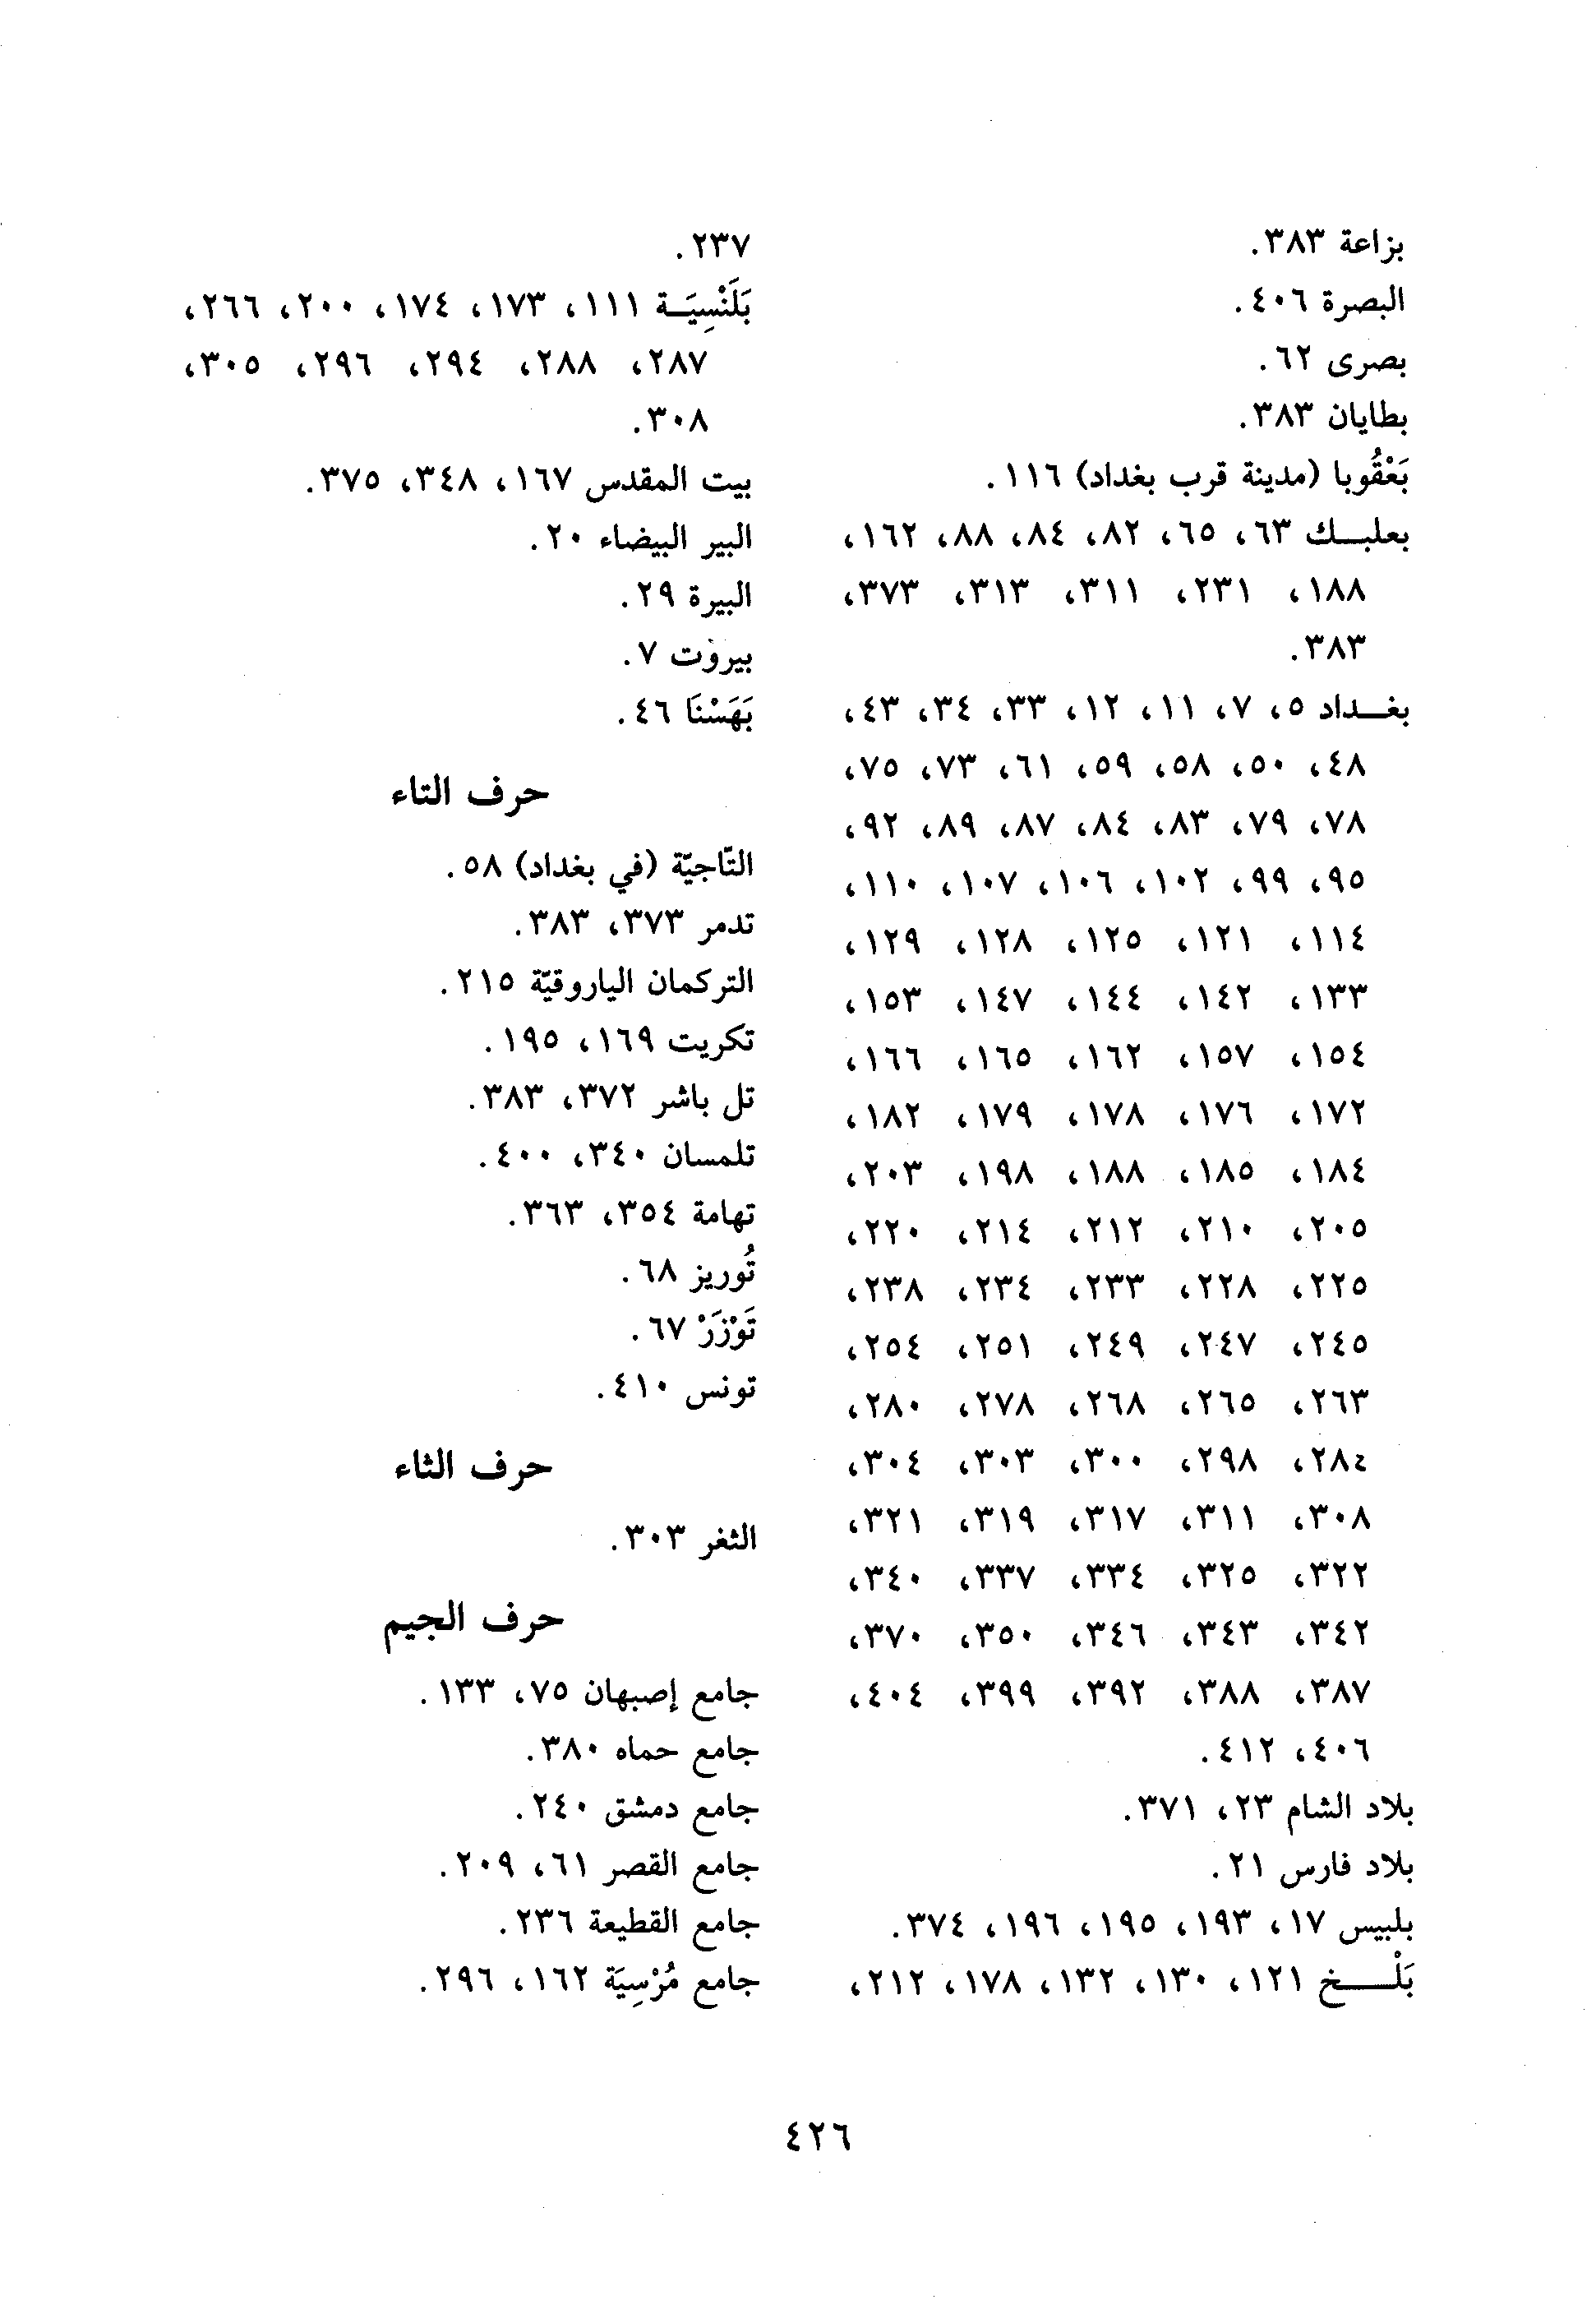 بزاعة ٣٨٣.
البصرة ٤٠٦.
بصرى ٦٢.
بطايان ٣٨٣.
بَعْقُوبا (مدينة قرب بغداد) ١١٦.
بعلبـــك ٦٣، ٦٥، ٨٢، ٨٤، ٨٨، ١٦٢،
١٨٨، ٢٣١، ٣١١، ٣١٣، ٣٧٣،
٣٨٣.
بغـــداد ٥، ٧، ١١، ١٢، ٣٣، ٣٤، ٤٣،
٤٨، ٥٠، ٥٨، ٥٩، ٦١، ٧٣، ٧٥،
٧٨، ٧٩، ٨٣، ٨٤، ٨٧، ٨٩، ٩٢،
٩٥، ٩٩، ١٠٢، ١٠٦، ١٠٧، ١١٠،
١١٤، ١٢١، ١٢٥، ١٢٨، ١٢٩،
١٣٣، ١٤٢، ١٤٤، ١٤٧، ١٥٣،
١٥٤، ١٥٧، ١٦٢، ١٦٥، ١٦٦،
١٧٢، ١٧٦، ١٧٨، ١٧٩، ١٨٢،
١٨٤، ١٨٥، ١٨٨، ١٩٨، ٢٠٣،
٢٠٥، ٢١٠، ٢١٢، ٢١٤، ٢٢٠،
٢٢٥، ٢٢٨، ٢٣٣، ٢٣٤، ٢٣٨،
٢٤٥، ٢٤٧، ٢٤٩، ٢٥١، ٢٥٤،
٢٦٣، ٢٦٥، ٢٦٨، ٢٧٨، ٢٨٠،
٢٨٤، ٢٩٨، ٣٠٠، ٣٠٣، ٣٠٤،
٣٠٨، ٣١١، ٣١٧، ٣١٩، ٣٢١،
٣٢٢، ٣٢٥، ٣٣٤، ٣٣٧، ٣٤٠،
٣٤٢، ٣٤٣، ٣٤٦، ٣٥٠، ٣٧٠،
٣٨٧، ٣٨٨، ٣٩٢، ٣٩٩، ٤٠٤،
٤٠٦، ٤١٢.
بلاد الشام ٢٣، ٣٧١.
بلاد فارس ٢١.
بلبيس ١٧، ١٩٣، ١٩٥، ١٩٦، ٣٧٤.
بَلْـــــخ ١٢١، ١٣٠، ١٣٢، ١٧٨، ٢١٢،
٢٣٧.
بَلَنْسِيَــة ١١١، ١٧٣، ١٧٤، ٢٠٠، ٢٦٦،
٢٨٧، ٢٨٨، ٢٩٤، ٢٩٦، ٣٠٥،
٣٠٨.
بيت المقدس ١٦٧، ٣٤٨، ٣٧٥.
البير البيضاء ٢٠.
البيرة ٢٩.
بيروت ٧.
بَهَسْنَا ٤٦.
حرف التاء
التّاجيّة (في بغداد) ٥٨.
تدمر ٣٧٣، ٣٨٣.
التركمان الياروقيّة ٢١٥.
تكريت ١٦٩، ١٩٥.
تل باشر ٣٧٢، ٣٨٣.
تلمسان ٣٤٠، ٤٠٠.
تهامة ٣٥٤، ٣٦٣.
تُوريز ٦٨.
تَوْزَرْ ٦٧.
تونس ٤١٠.
حرف الثاء
الثغر ٣٠٣.
حرف الجيم
جامع إصبهان ٧٥، ١٣٣.
جامع حماه ٣٨٠.
جامع دمشق ٢٤٠.
جامع القصر ٦١، ٢٠٩.
جامع القطيعة ٢٣٦.
جامع مُرْسِيَة ١٦٢، ٢٩٦.
٤٢٦